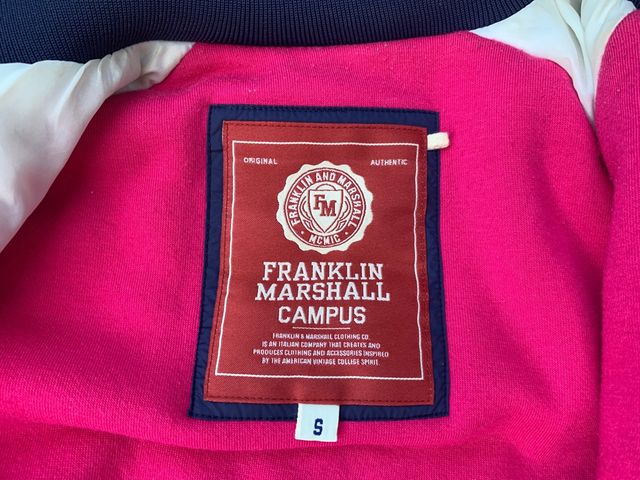 ORIGINAL AUTHENTIC
FRANKLIN AND MARSHALL
FM
MCMIC
FRANKLIN
MARSHALL
CAMPUS
FRANKLIN & MARSHALL CLOTHING CO.
IS AN ITALIAN COMPANY THAT CREATES AND
PRODUCES CLOTHING AND ACCESSORIES INSPIRED
BY THE AMERICAN VINTAGE COLLEGE SPIRIT.
S